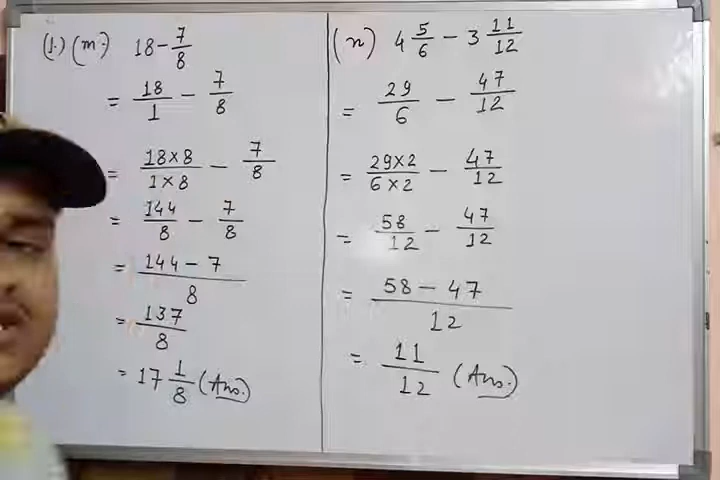 (1.) (m.) 18 - 7/8
= 18/1 - 7/8
= 18×8/1×8 - 7/8
= 144/8 - 7/8
= 144 - 7/8
= 137/8
= 17 1/8 (Ans.)
(n) 4 5/6 - 3 11/12
= 29/6 - 47/12
= 29×2/6×2 - 47/12
= 58/12 - 47/12
= 58 - 47/12
= 11/12 (Ans.)